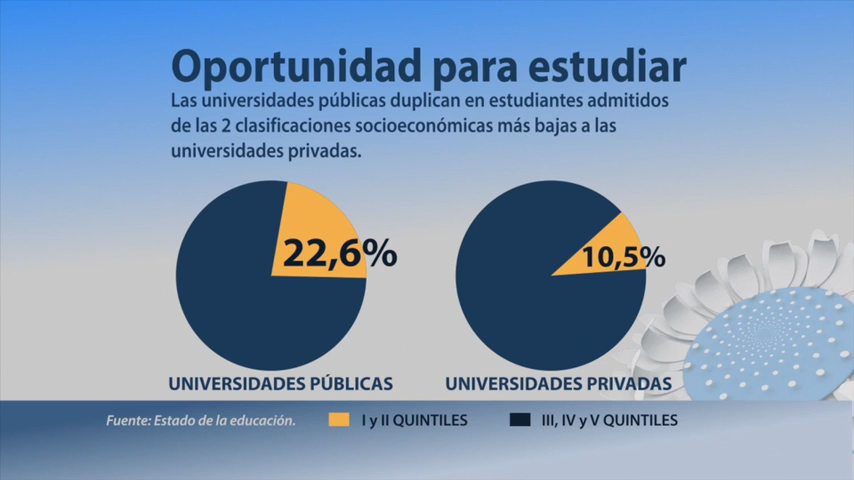 Oportunidad para estudiar
Las universidades públicas duplican en estudiantes admitidos
de las 2 clasificaciones socioeconómicas más bajas a las
universidades privadas.
22,6%
10,5%
UNIVERSIDADES PÚBLICAS
UNIVERSIDADES PRIVADAS
Fuente: Estado de la educación.
I y II QUINTILES
III, IV y V QUINTILES